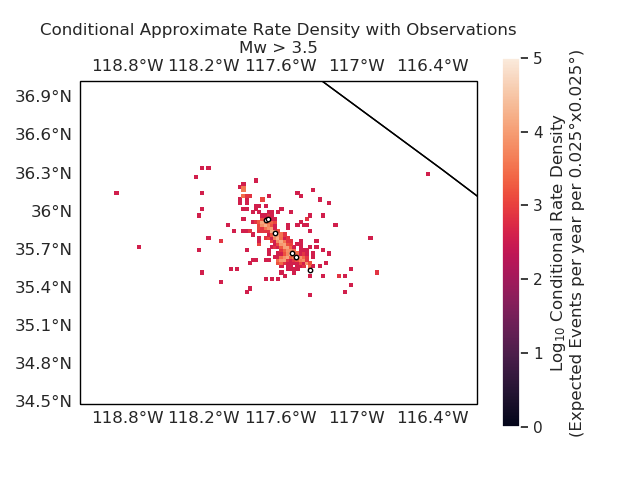 Conditional Approximate Rate Density with Observations
Mw > 3.5
118.8°W 118.2°W 117.6°W 117°W 116.4°W
36.9°N
36.6°N
36.3°N
36°N
35.7°N
35.4°N
35.1°N
34.8°N
34.5°N
118.8°W 118.2°W 117.6°W 117°W 116.4°W
5
4
3
2
1
0
Log₁₀ Conditional Rate Density
(Expected Events per year per 0.025°x0.025°)